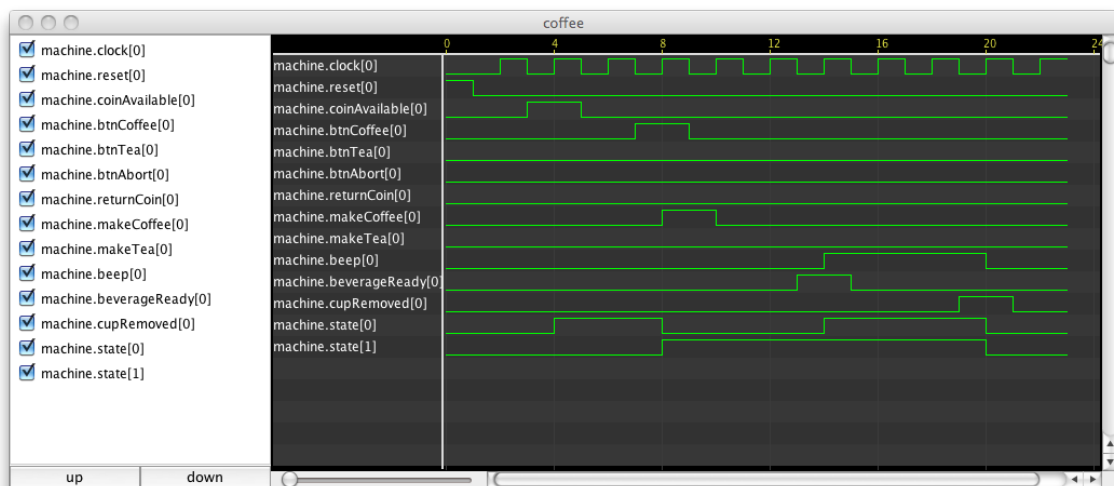 coffee
machine.clock[0]
machine.reset[0]
machine.coinAvailable[0]
machine.btnCoffee[0]
machine.btnTea[0]
machine.btnAbort[0]
machine.returnCoin[0]
machine.makeCoffee[0]
machine.makeTea[0]
machine.beep[0]
machine.beverageReady[0]
machine.cupRemoved[0]
machine.state[0]
machine.state[1]
up down
0 4 8 12 16 20 24
machine.clock[0]
machine.reset[0]
machine.coinAvailable[0]
machine.btnCoffee[0]
machine.btnTea[0]
machine.btnAbort[0]
machine.returnCoin[0]
machine.makeCoffee[0]
machine.makeTea[0]
machine.beep[0]
machine.beverageReady[0]
machine.cupRemoved[0]
machine.state[0]
machine.state[1]